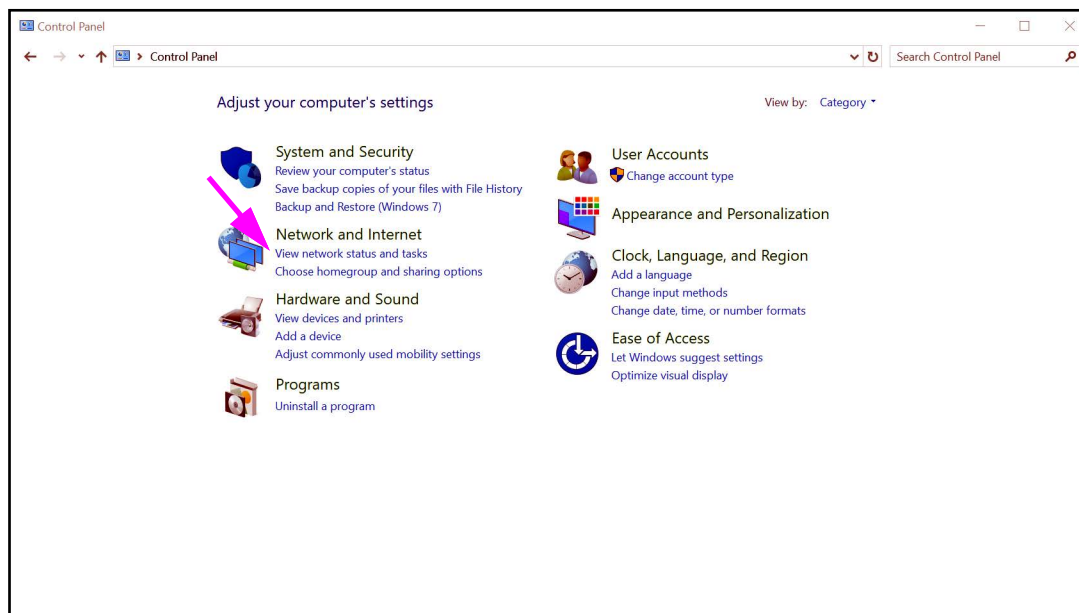 Control Panel
Control Panel
Search Control Panel
Adjust your computer's settings
View by: Category
System and Security
Review your computer's status
Save backup copies of your files with File History
Backup and Restore (Windows 7)
Network and Internet
View network status and tasks
Choose homegroup and sharing options
Hardware and Sound
View devices and printers
Add a device
Adjust commonly used mobility settings
Programs
Uninstall a program
User Accounts
Change account type
Appearance and Personalization
Clock, Language, and Region
Add a language
Change input methods
Change date, time, or number formats
Ease of Access
Let Windows suggest settings
Optimize visual display